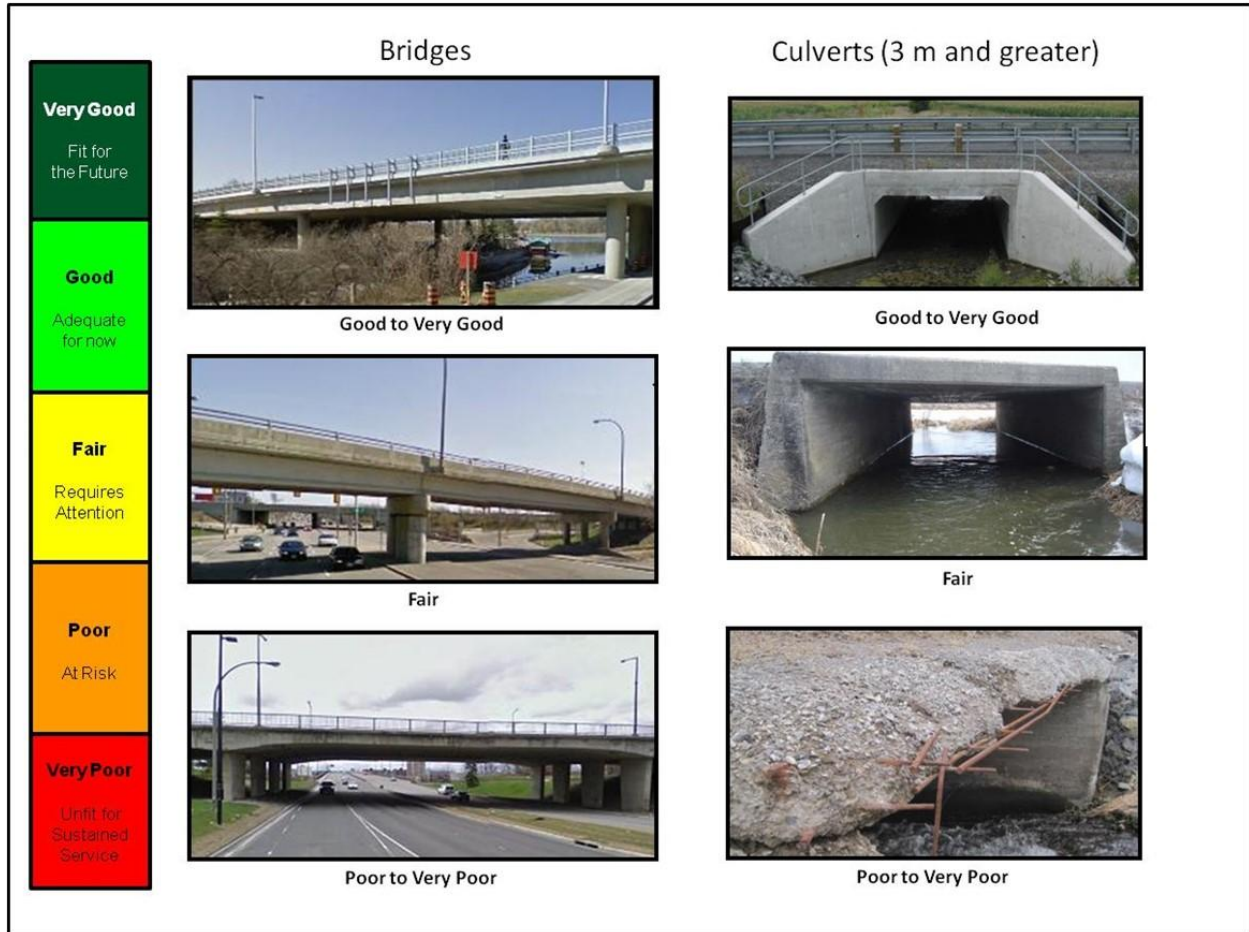 Bridges
Culverts (3 m and greater)
Very Good
Fit for
the Future
Good
Adequate
for now
Fair
Requires
Attention
Poor
At Risk
Very Poor
Unfit for
Sustained
Service
Good to Very Good
Good to Very Good
Fair
Fair
Poor to Very Poor
Poor to Very Poor